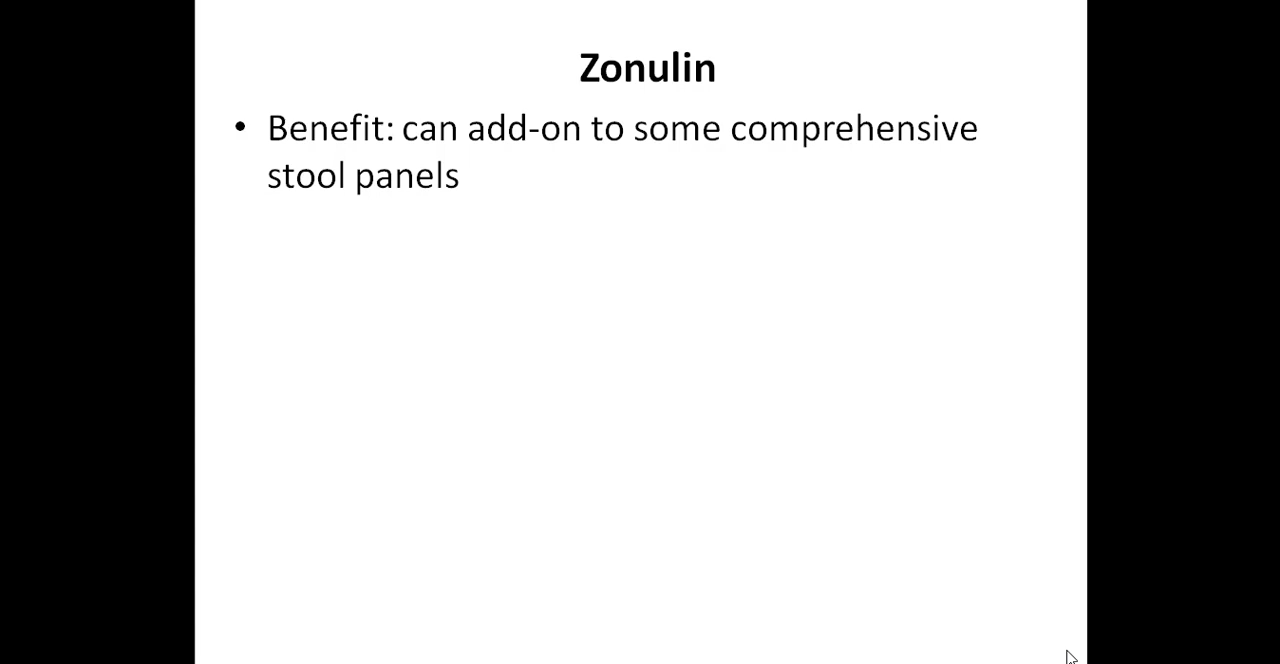 Zonulin
• Benefit: can add-on to some comprehensive
stool panels